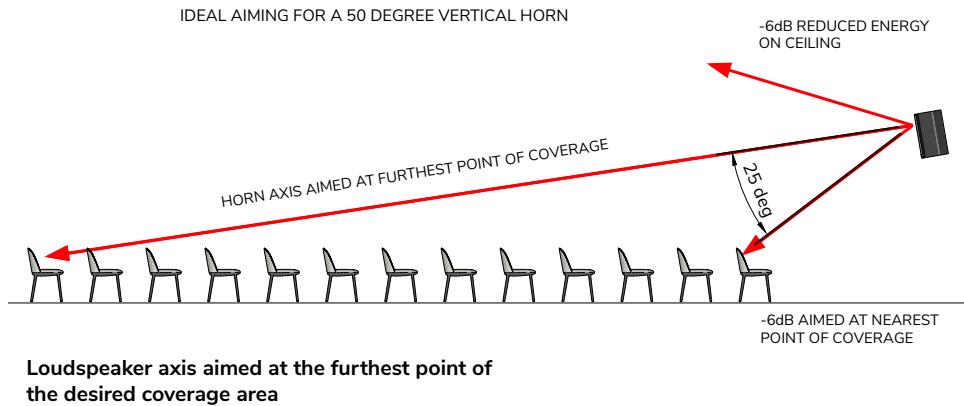 IDEAL AIMING FOR A 50 DEGREE VERTICAL HORN
-6dB REDUCED ENERGY
ON CEILING
HORN AXIS AIMED AT FURTHEST POINT OF COVERAGE
25 deg
-6dB AIMED AT NEAREST
POINT OF COVERAGE
Loudspeaker axis aimed at the furthest point of
the desired coverage area